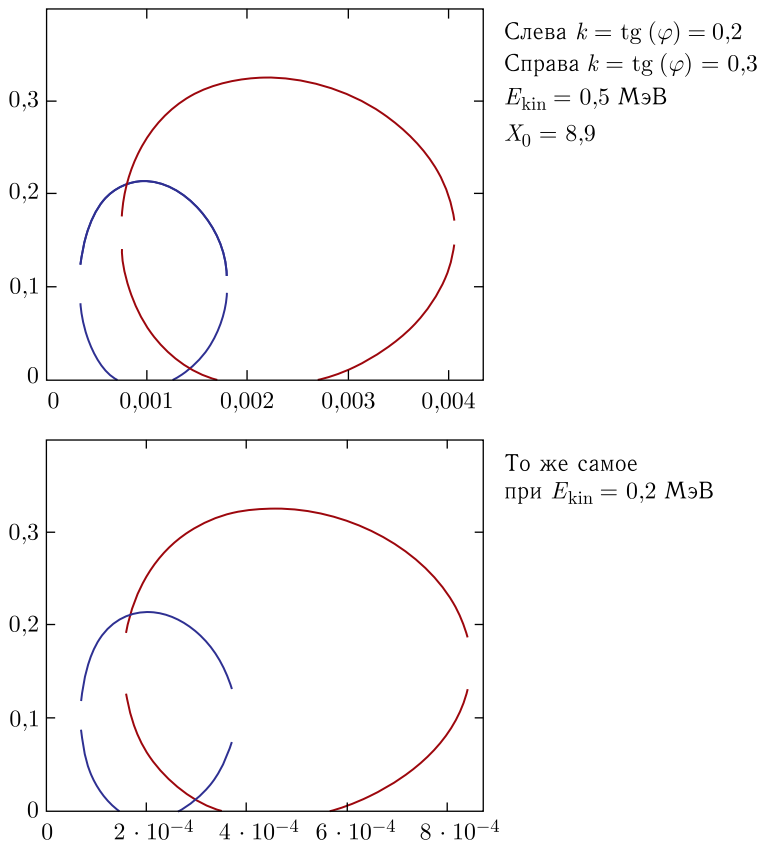 Слева k = tg (φ) = 0,2
Справа k = tg (φ) = 0,3
E_kin = 0,5 МэВ
X_0 = 8,9
0,3
0,2
0,1
0
0 0,001 0,002 0,003 0,004
То же самое
при E_kin = 0,2 МэВ
0,3
0,2
0,1
0
0 2 · 10^−4 4 · 10^−4 6 · 10^−4 8 · 10^−4